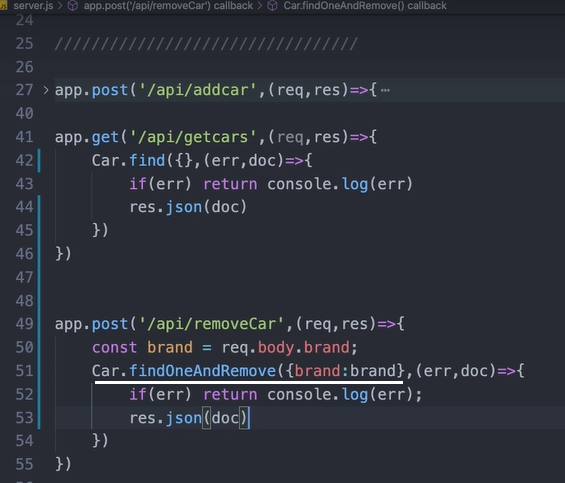 server.js > app.post('/api/removeCar') callback > Car.findOneAndRemove() callback
24
25 /////////////////////////////////
26
27 > app.post('/api/addcar',(req,res)=>{ ⋯
40
41 app.get('/api/getcars',(req,res)=>{
42 Car.find({},(err,doc)=>{
43 if(err) return console.log(err)
44 res.json(doc)
45 })
46 })
47
48
49 app.post('/api/removeCar',(req,res)=>{
50 const brand = req.body.brand;
51 Car.findOneAndRemove({brand:brand},(err,doc)=>{
52 if(err) return console.log(err);
53 res.json(doc)
54 })
55 })